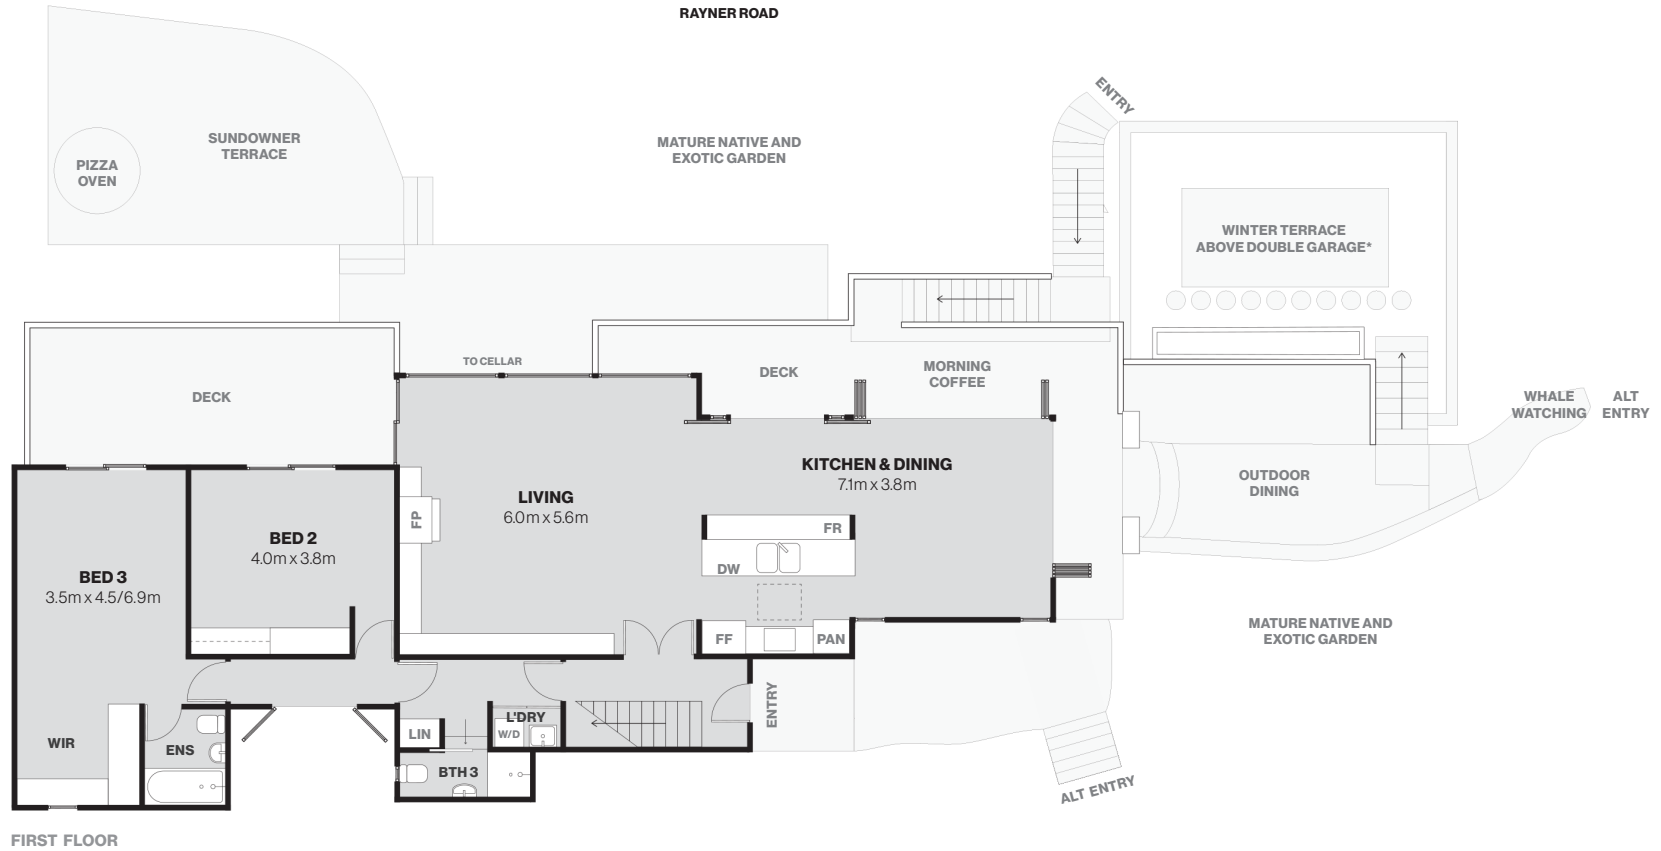 RAYNER ROAD
ENTRY
SUNDOWNER
TERRACE
PIZZA
OVEN
MATURE NATIVE AND
EXOTIC GARDEN
WINTER TERRACE
ABOVE DOUBLE GARAGE*
TO CELLAR
DECK
DECK
MORNING
COFFEE
WHALE
WATCHING
ALT
ENTRY
KITCHEN & DINING
7.1m x 3.8m
LIVING
6.0m x 5.6m
OUTDOOR
DINING
FP
FR
BED 2
4.0m x 3.8m
DW
BED 3
3.5m x 4.5/6.9m
FF
PAN
MATURE NATIVE AND
EXOTIC GARDEN
ENTRY
L'DRY
W/D
LIN
WIR
ENS
BTH 3
ALT ENTRY
FIRST FLOOR